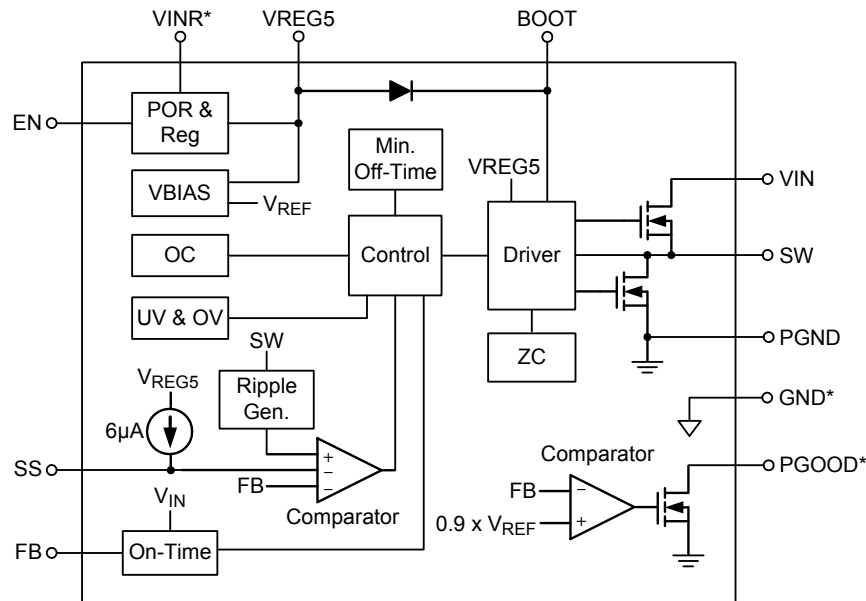 VINR*
VREG5
BOOT
EN
POR &
Reg
Min.
Off-Time
VREG5
VIN
VBIAS
VREF
OC
Control
Driver
SW
UV & OV
SW
ZC
PGND
VREG5
Ripple
Gen.
GND*
6µA
+
−
−
SS
FB
Comparator
Comparator
PGOOD*
FB
−
0.9 x VREF
+
VIN
FB
On-Time